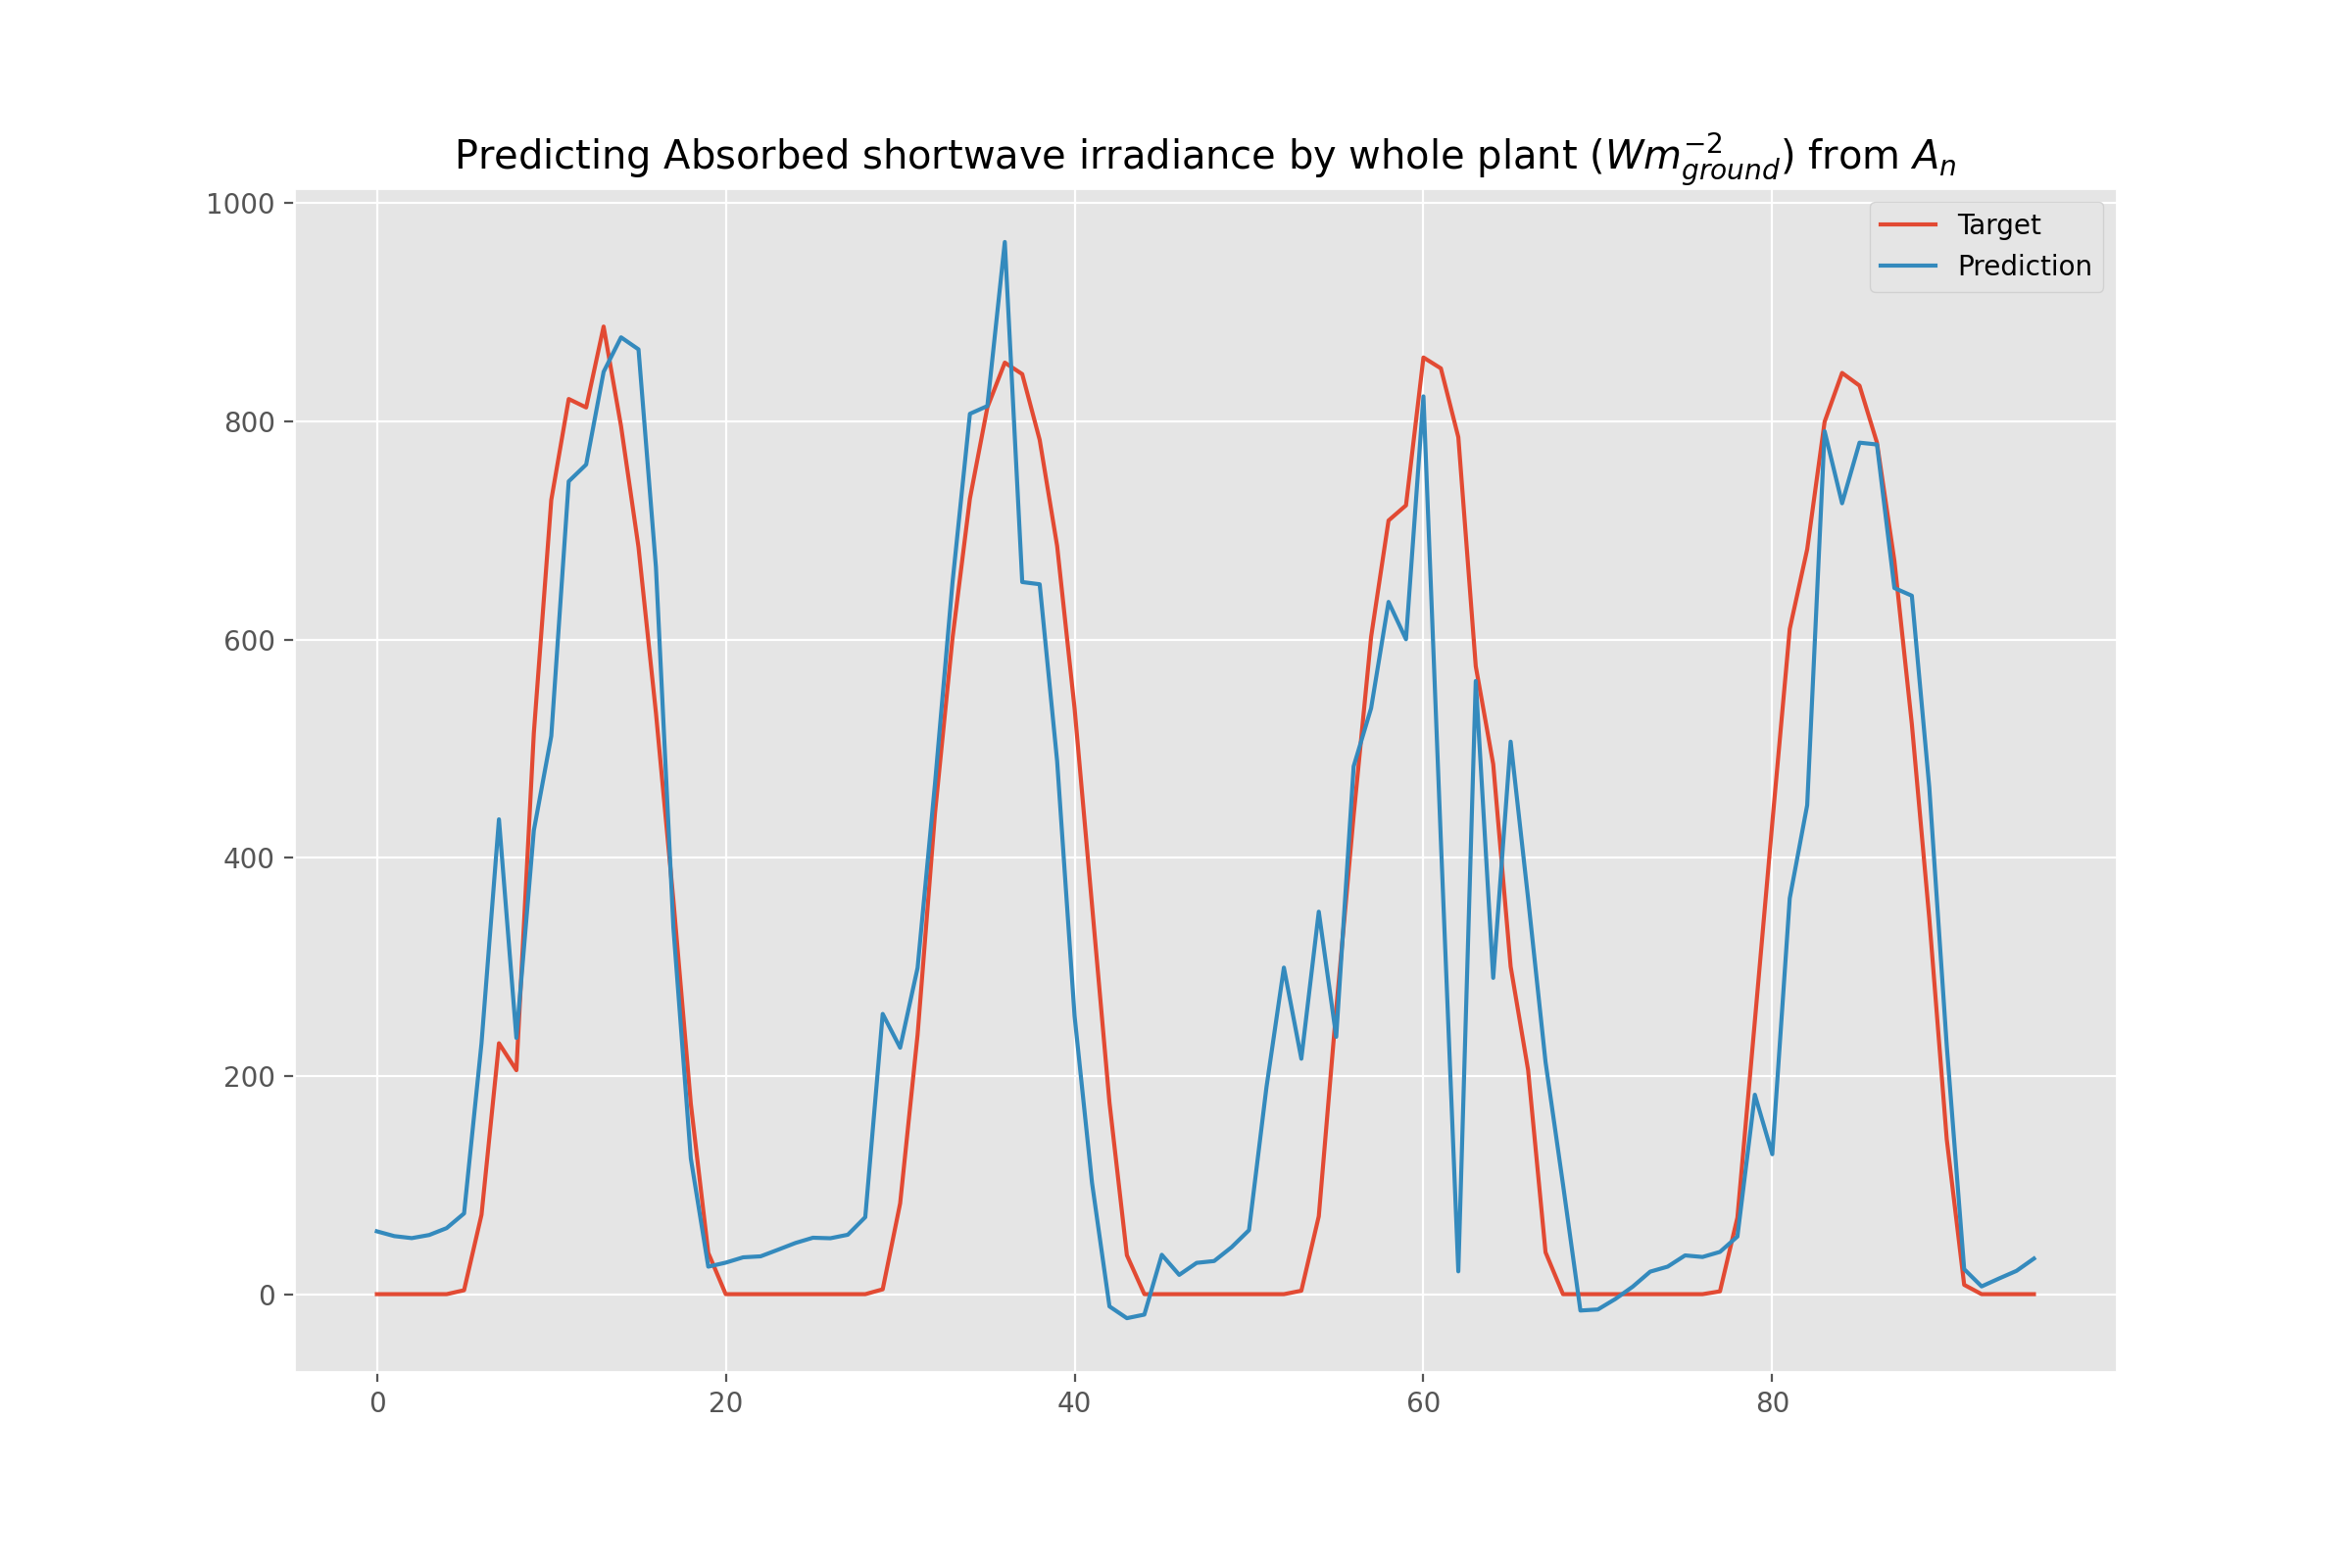 Predicting Absorbed shortwave irradiance by whole plant ($Wm^{-2}_{ground}$) from $A_n$
1000
800
600
400
200
0
Target
Prediction
0 20 40 60 80